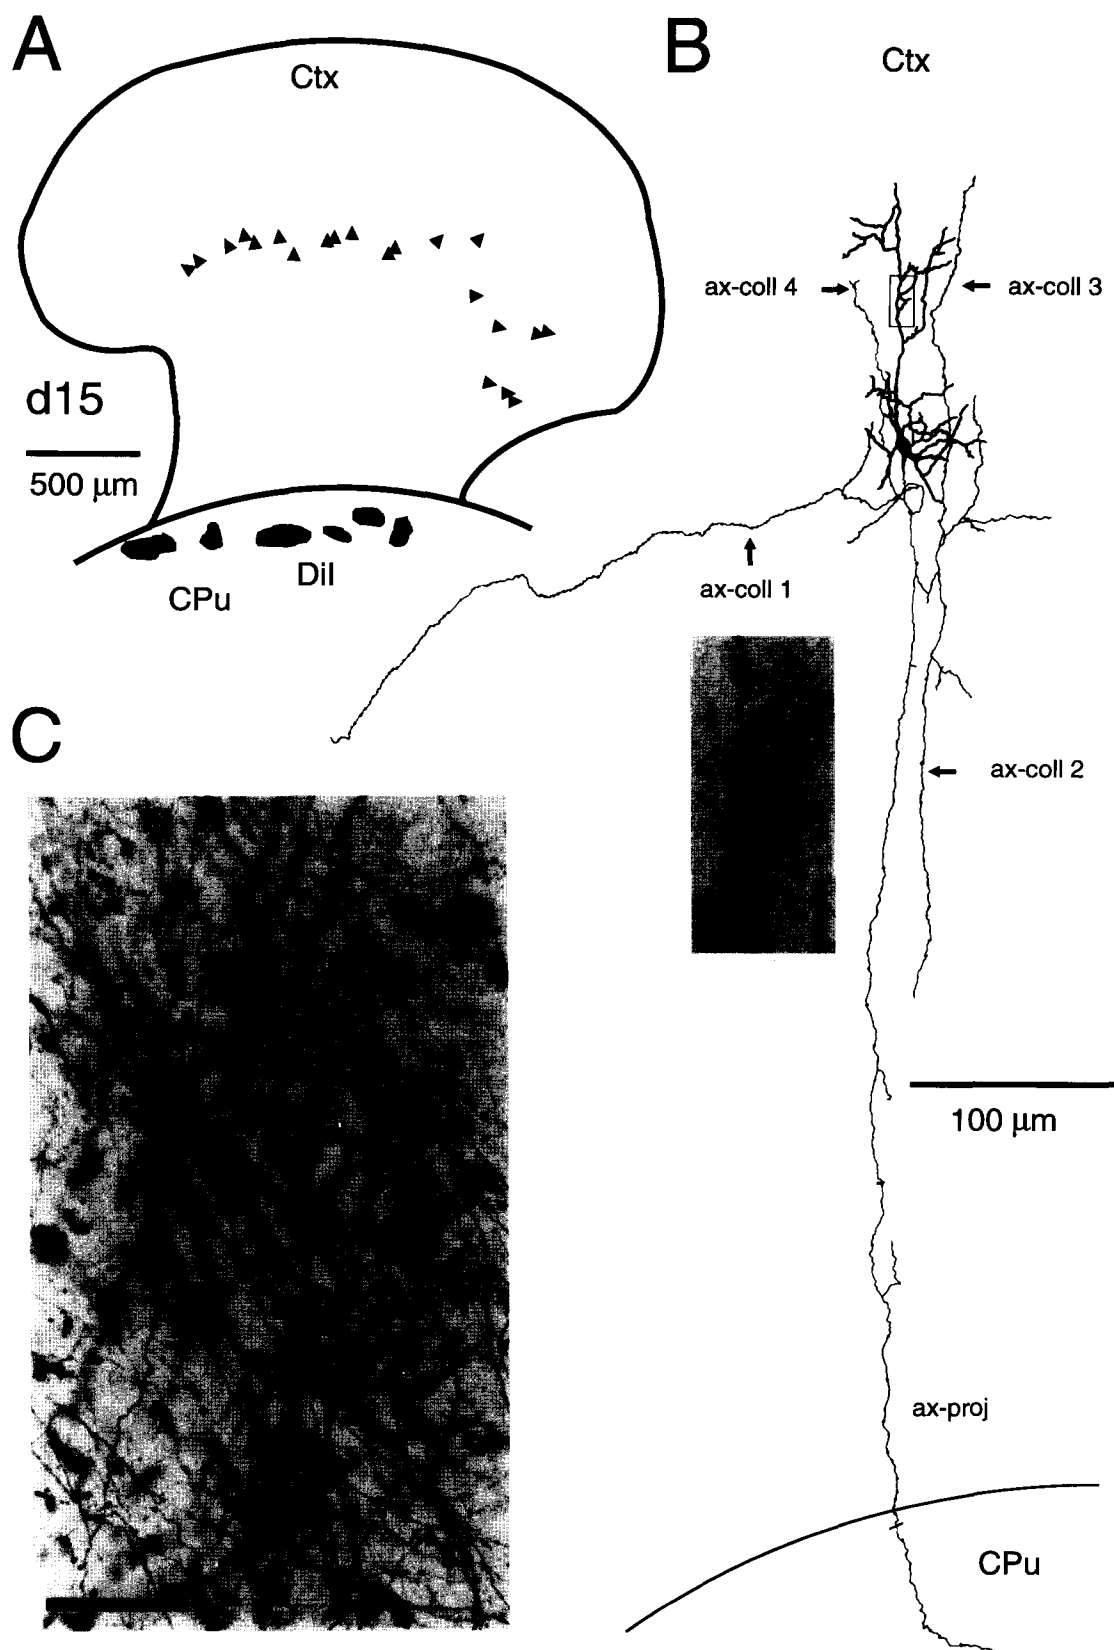 A
Ctx
d15
500 µm
DiI
CPu
B
Ctx
ax-coll 4
ax-coll 3
ax-coll 1
ax-coll 2
100 µm
ax-proj
CPu
C